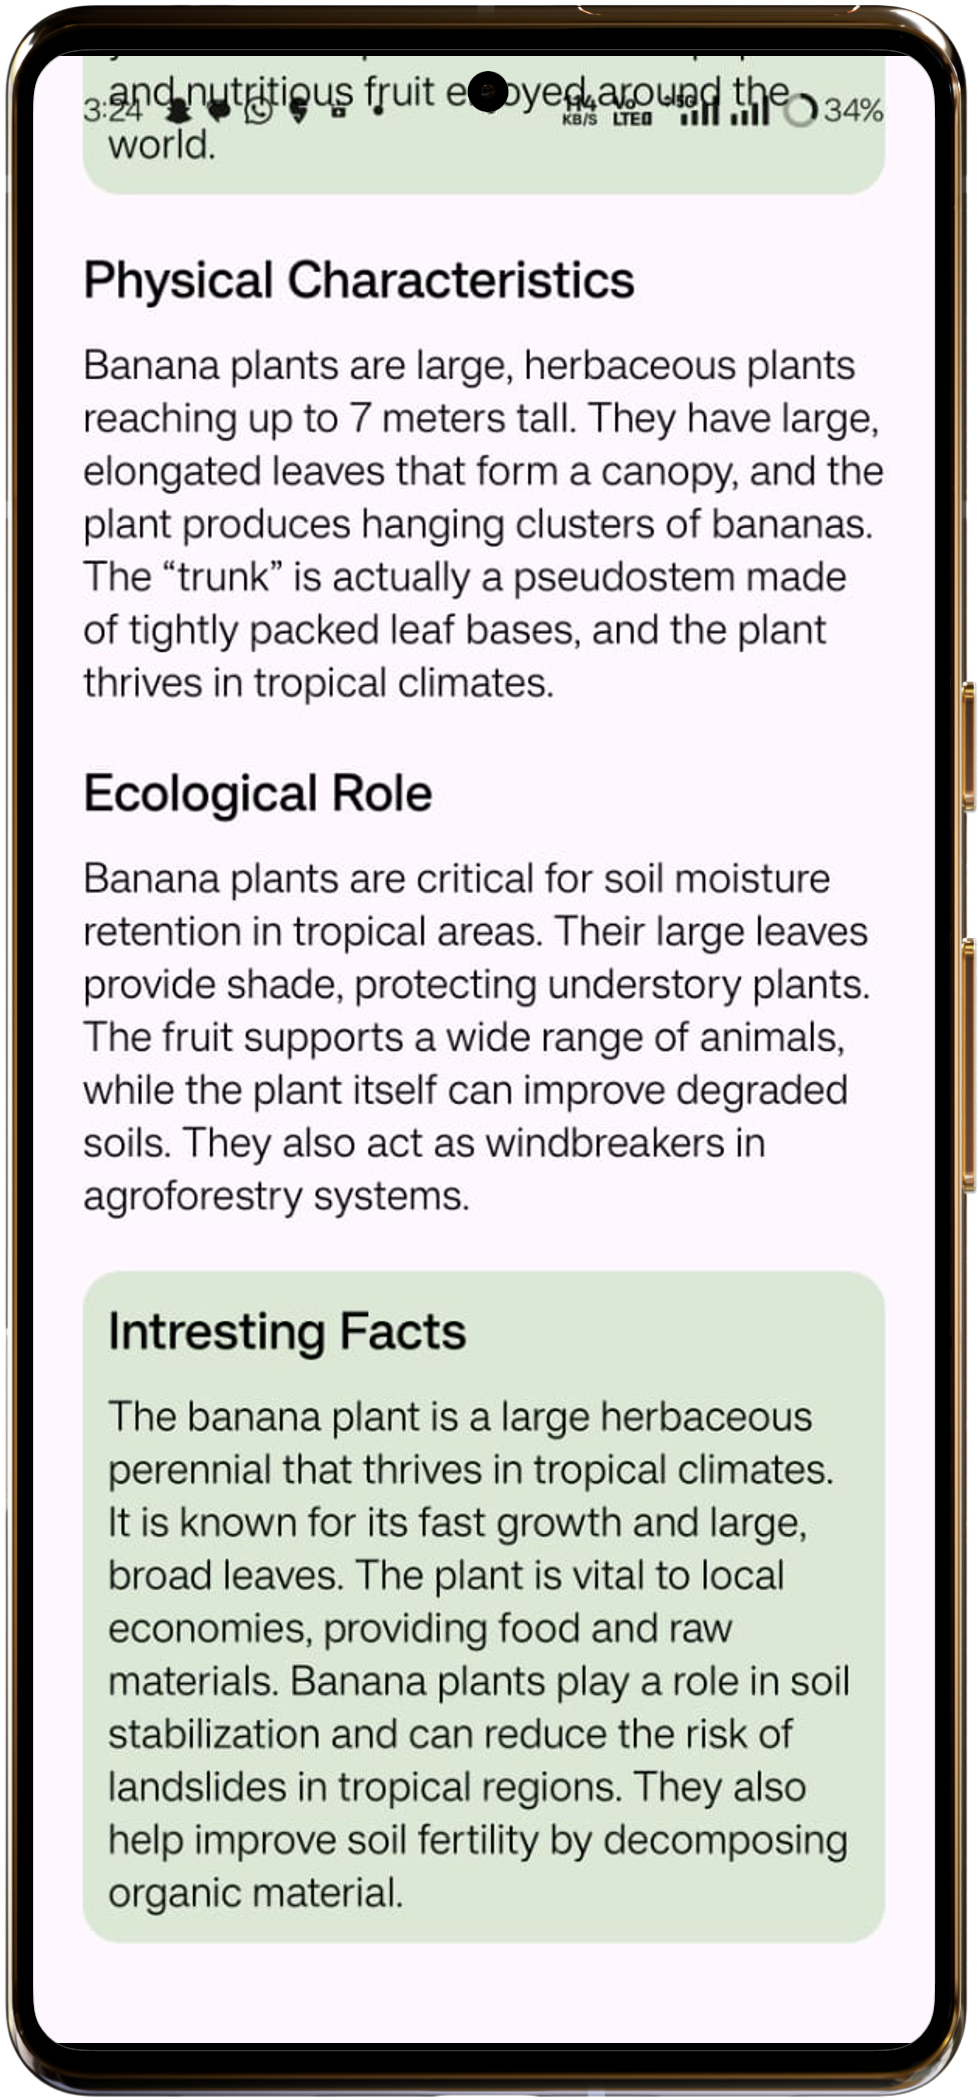 and nutritious fruit enjoyed around the
3:24
KB/S
LTE
34%
world.
Physical Characteristics
Banana plants are large, herbaceous plants
reaching up to 7 meters tall. They have large,
elongated leaves that form a canopy, and the
plant produces hanging clusters of bananas.
The “trunk” is actually a pseudostem made
of tightly packed leaf bases, and the plant
thrives in tropical climates.
Ecological Role
Banana plants are critical for soil moisture
retention in tropical areas. Their large leaves
provide shade, protecting understory plants.
The fruit supports a wide range of animals,
while the plant itself can improve degraded
soils. They also act as windbreakers in
agroforestry systems.
Intresting Facts
The banana plant is a large herbaceous
perennial that thrives in tropical climates.
It is known for its fast growth and large,
broad leaves. The plant is vital to local
economies, providing food and raw
materials. Banana plants play a role in soil
stabilization and can reduce the risk of
landslides in tropical regions. They also
help improve soil fertility by decomposing
organic material.